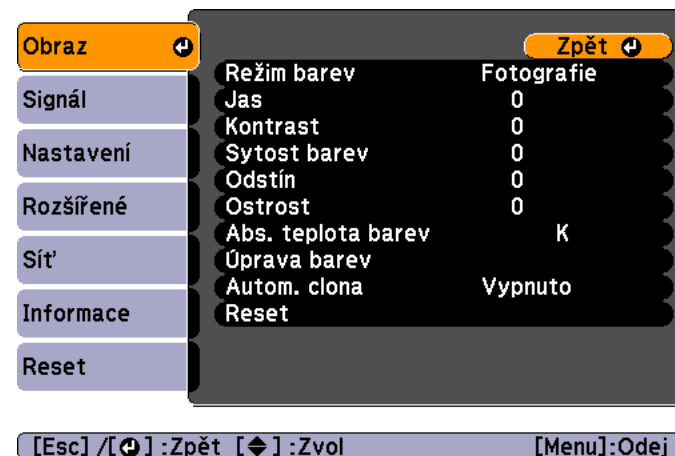 Obraz
Zpět
Režim barev Fotografie
Jas 0
Kontrast 0
Sytost barev 0
Odstín 0
Ostrost 0
Abs. teplota barev K
Úprava barev
Autom. clona Vypnuto
Reset
Signál
Nastavení
Rozšířené
Síť
Informace
Reset
[Esc] /[ ] :Zpět [ ] :Zvol [Menu]:Odej